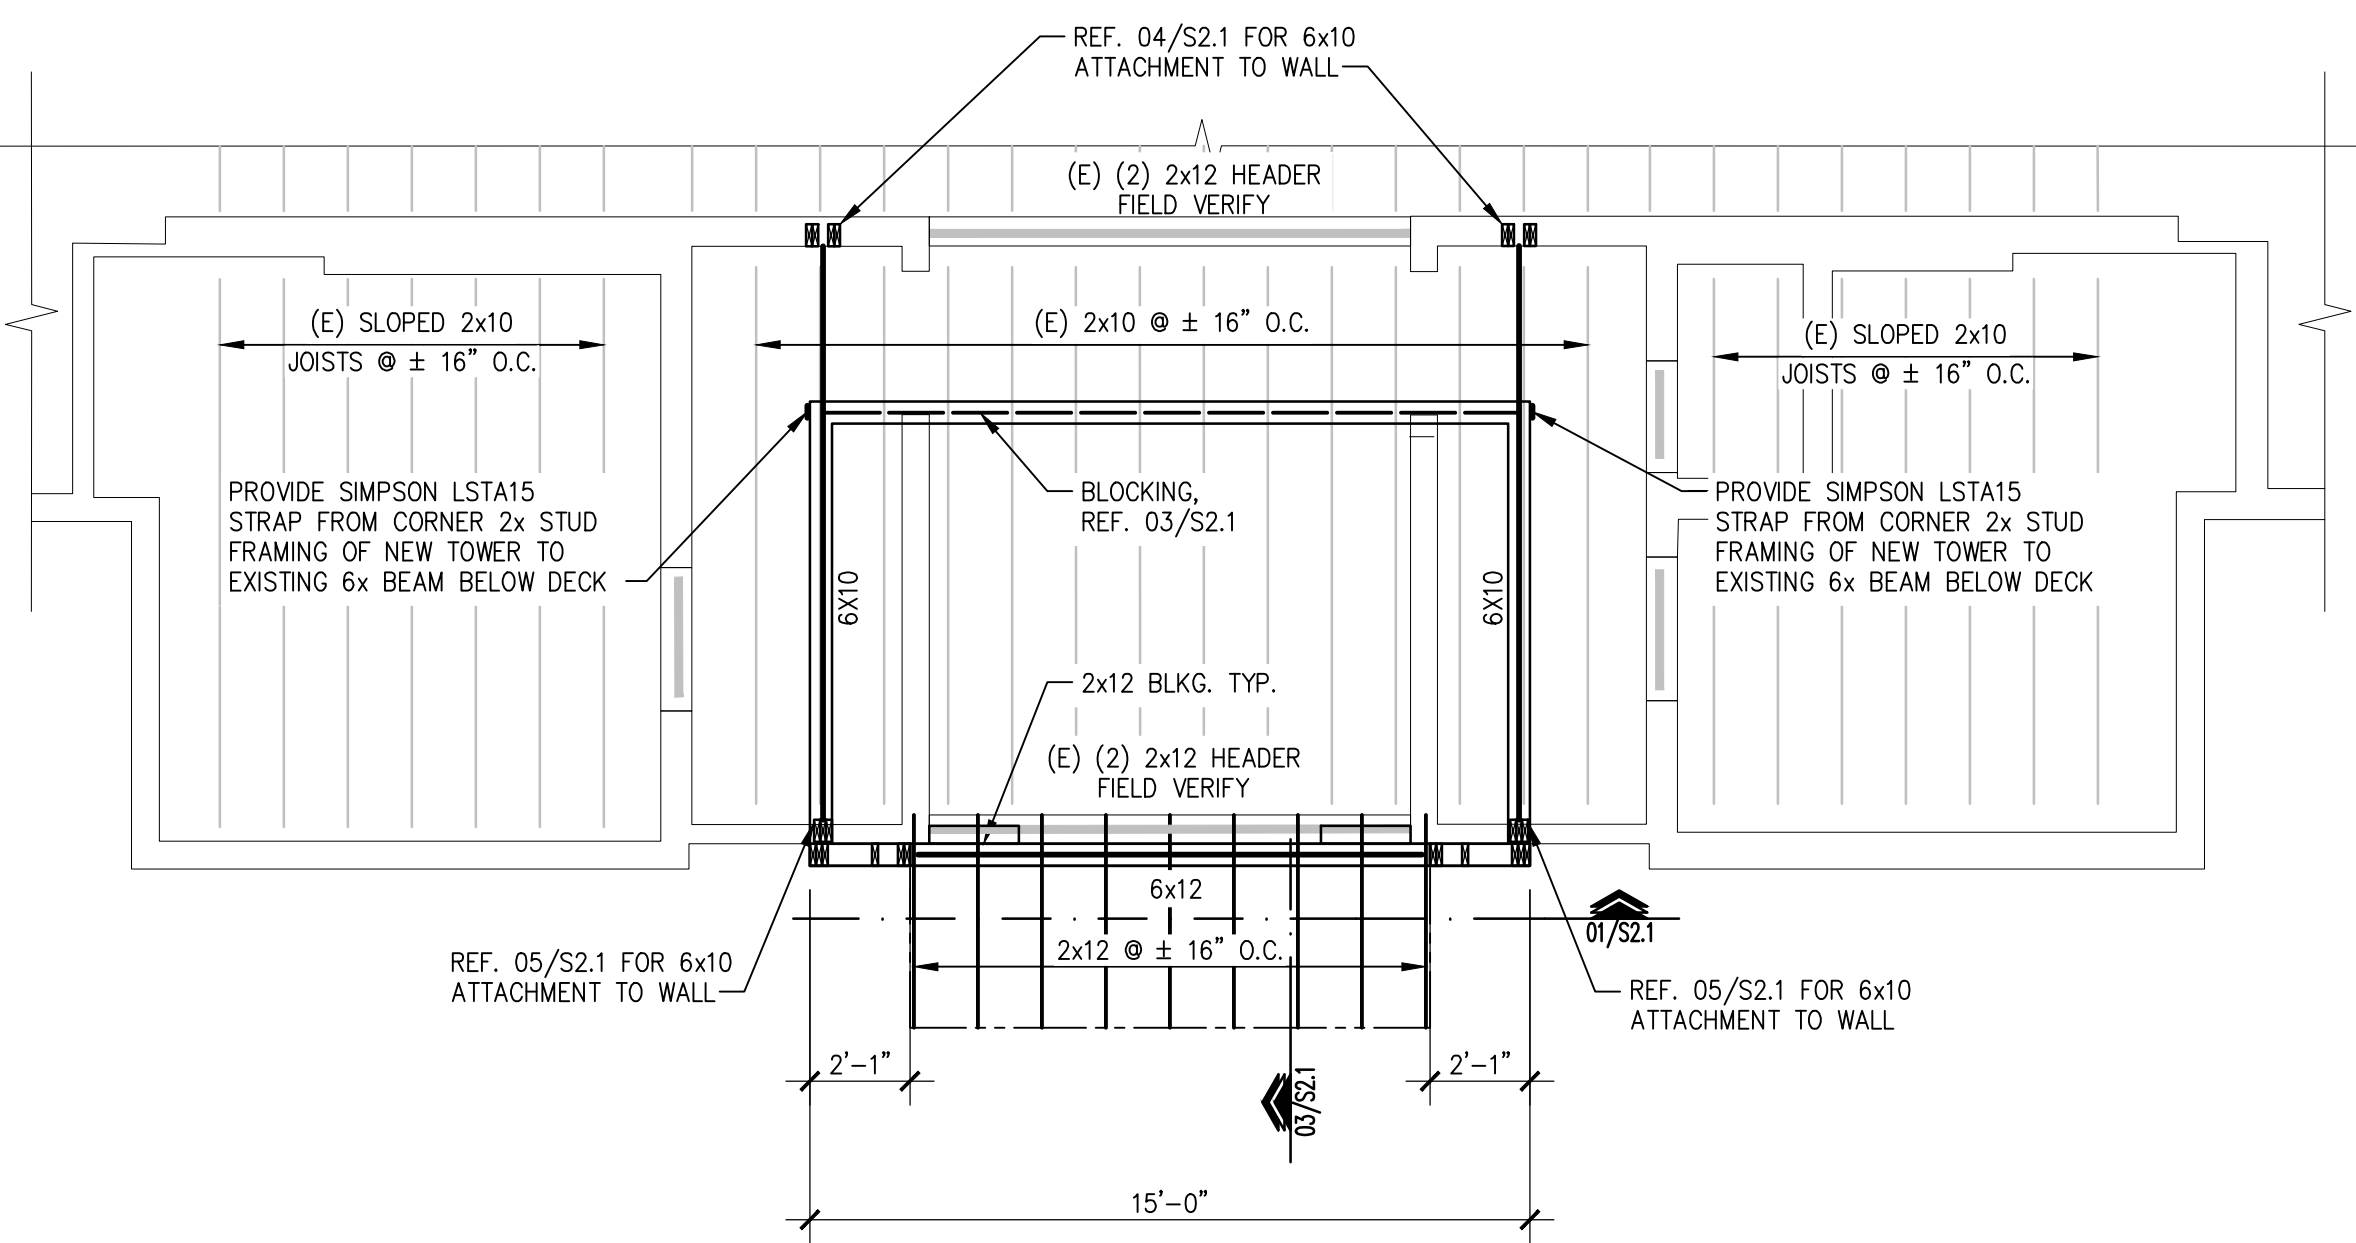 REF. 04/S2.1 FOR 6x10
ATTACHMENT TO WALL
(E) (2) 2x12 HEADER
FIELD VERIFY
(E) SLOPED 2x10
JOISTS @ ± 16” O.C.
(E) 2x10 @ ± 16” O.C.
(E) SLOPED 2x10
JOISTS @ ± 16” O.C.
PROVIDE SIMPSON LSTA15
STRAP FROM CORNER 2x STUD
FRAMING OF NEW TOWER TO
EXISTING 6x BEAM BELOW DECK
BLOCKING,
REF. 03/S2.1
PROVIDE SIMPSON LSTA15
STRAP FROM CORNER 2x STUD
FRAMING OF NEW TOWER TO
EXISTING 6x BEAM BELOW DECK
6X10
6X10
2x12 BLKG. TYP.
(E) (2) 2x12 HEADER
FIELD VERIFY
6x12
01/S2.1
2x12 @ ± 16” O.C.
REF. 05/S2.1 FOR 6x10
ATTACHMENT TO WALL
REF. 05/S2.1 FOR 6x10
ATTACHMENT TO WALL
2’-1”
2’-1”
03/S2.1
15’-0”